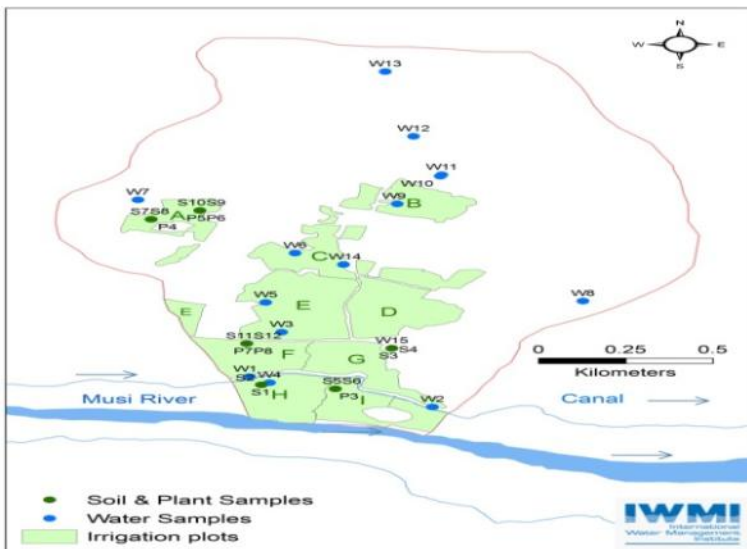 N
W E
S
W13
W12
W11
W10
W9
B
W7
S10S9
S7S8 A P5P6
P4
W6
C W14
W8
W5
E E D
W3
S11S12
P7P8 F
W15
G S3 S4
0 0.25 0.5
Kilometers
W1
W4
S1 H
S5S6
P3 I
W2
Musi River
Canal
Soil & Plant Samples
Water Samples
Irrigation plots
IWMI
International
Water Management
Institute